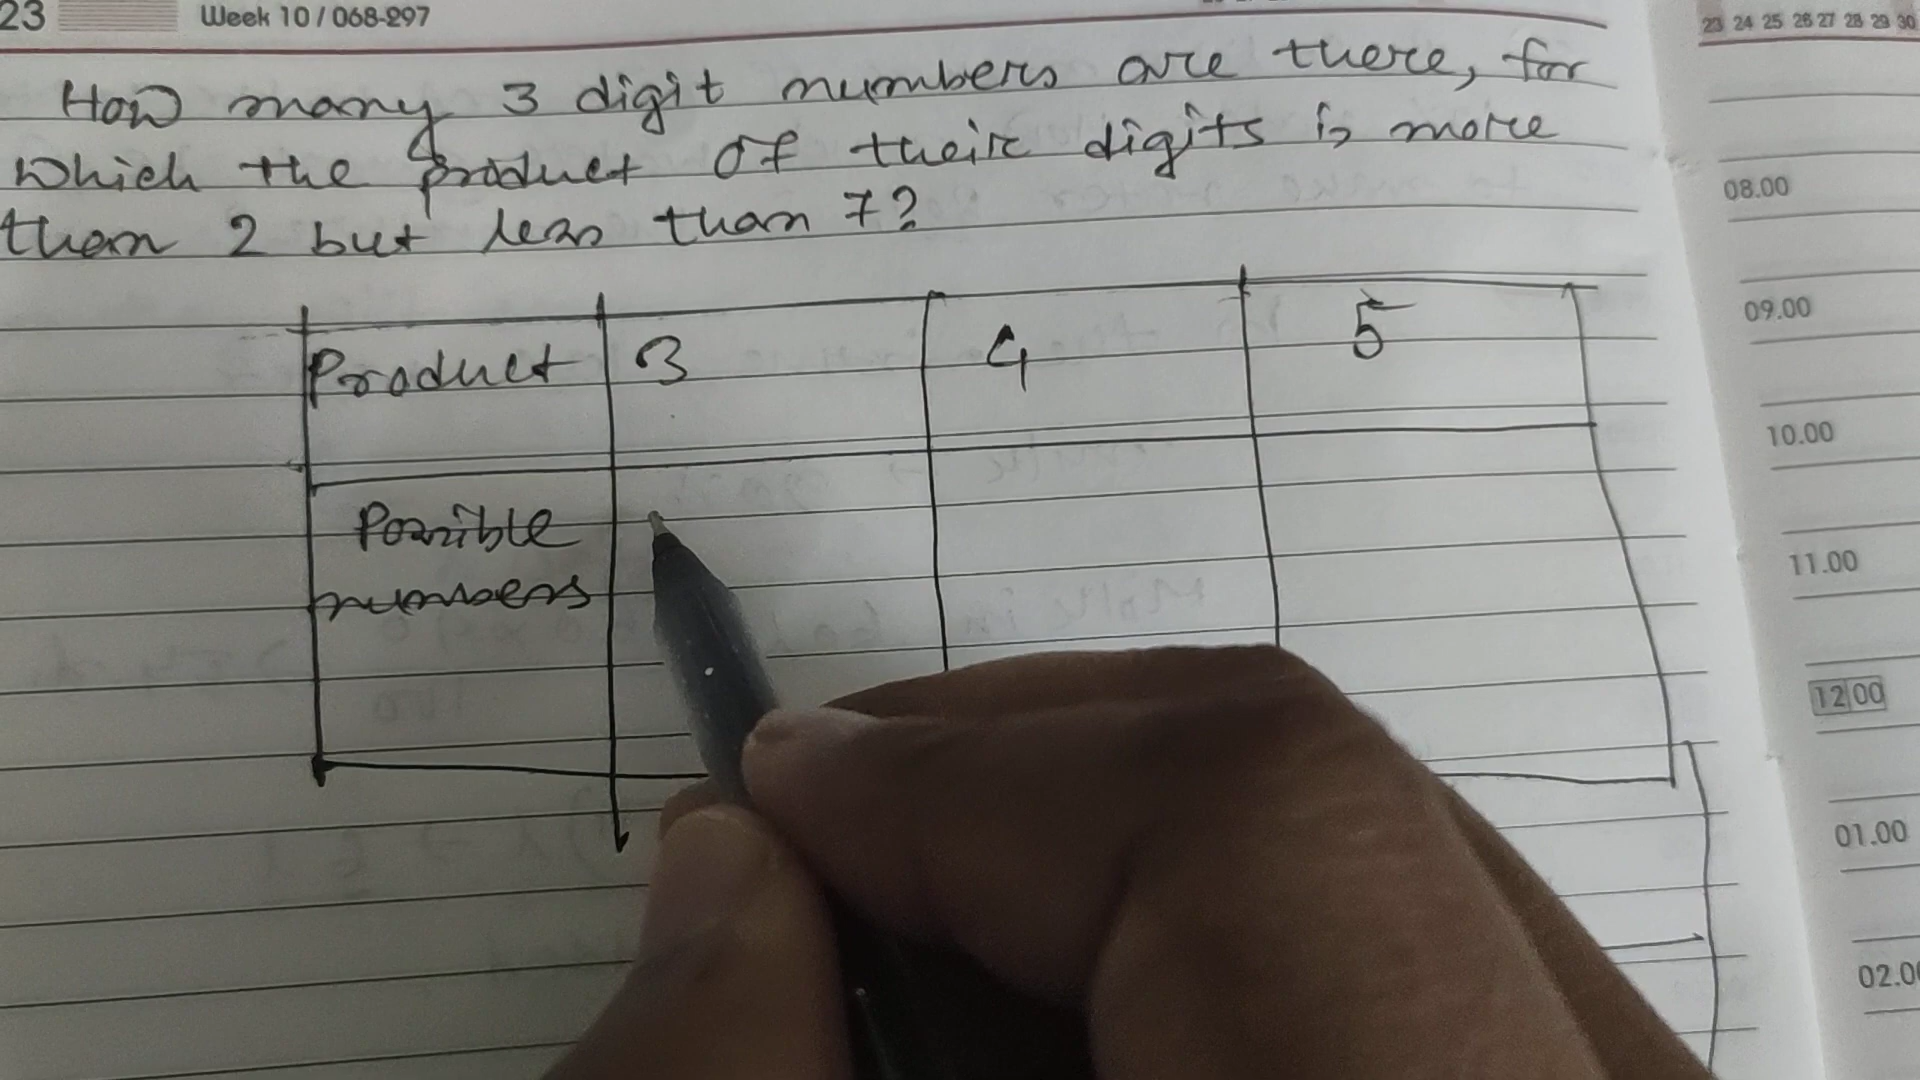 23 Week 10 / 068-297
23 24 25 26 27 28 29 30
How many 3 digit numbers are there, for
which the product of their digits is more
than 2 but less than 7?
Product 3 4 5
Possible
numbers
08.00
09.00
10.00
11.00
12 00
01.00
02.0